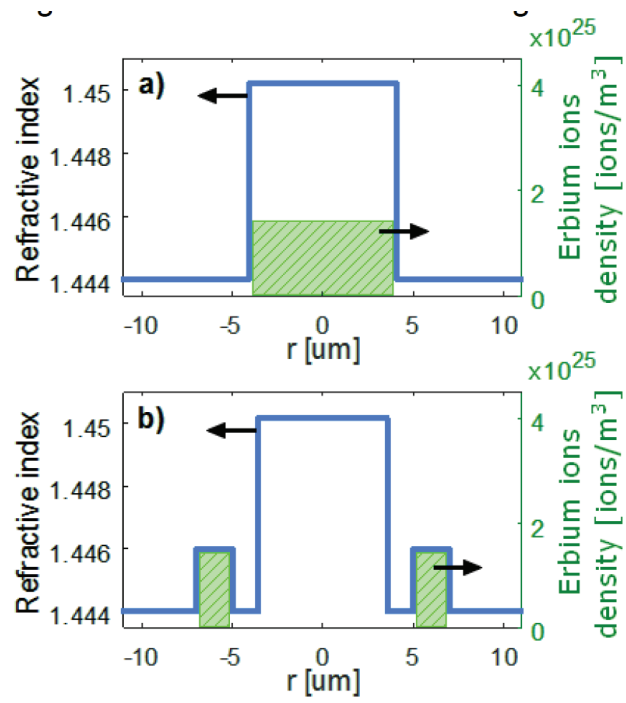 x10^25
a)
1.45
1.448
1.446
1.444
Refractive index
4
2
0
Erbium ions
density [ions/m^3]
-10 -5 0 5 10
r [um]
x10^25
b)
1.45
1.448
1.446
1.444
Refractive index
4
2
0
Erbium ions
density [ions/m^3]
-10 -5 0 5 10
r [um]